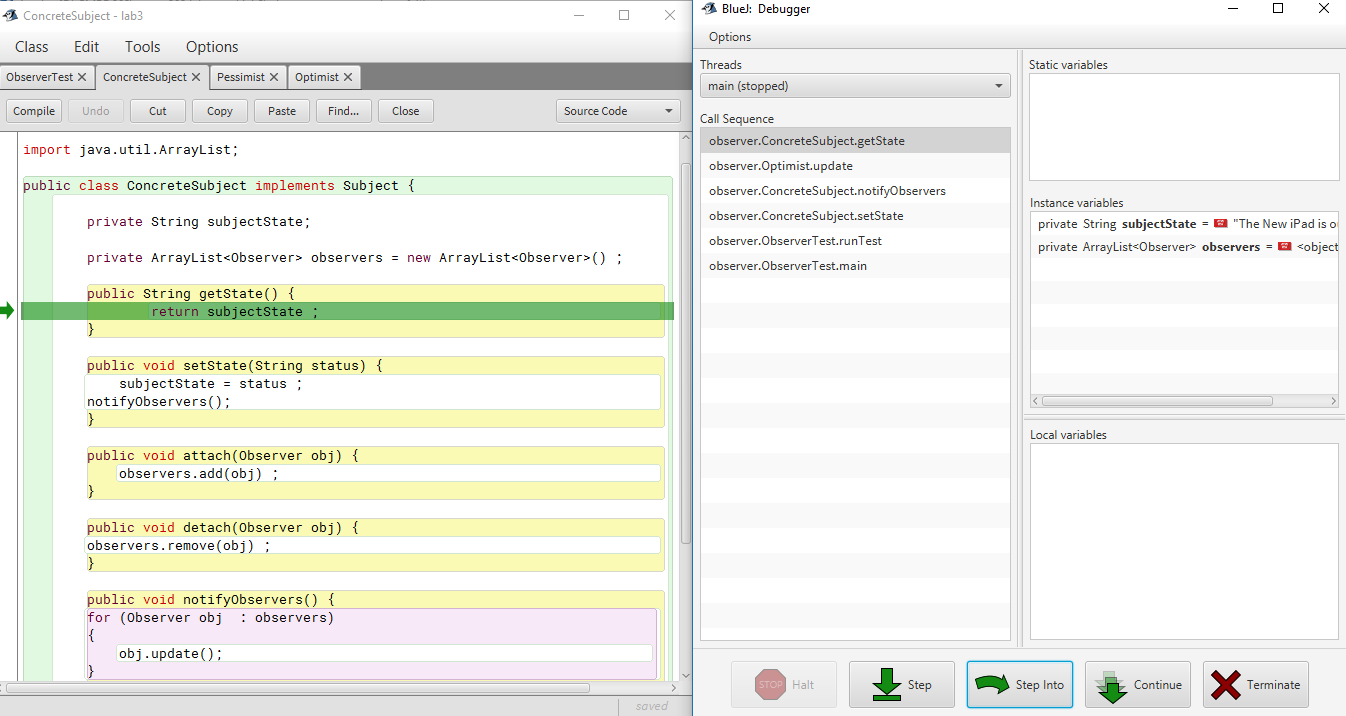 ConcreteSubject - lab3
Class Edit Tools Options
ObserverTest ConcreteSubject Pessimist Optimist
Compile Undo Cut Copy Paste Find... Close Source Code
import java.util.ArrayList;
public class ConcreteSubject implements Subject {
private String subjectState;
private ArrayList<Observer> observers = new ArrayList<Observer>() ;
public String getState() {
return subjectState ;
}
public void setState(String status) {
subjectState = status ;
notifyObservers();
}
public void attach(Observer obj) {
observers.add(obj) ;
}
public void detach(Observer obj) {
observers.remove(obj) ;
}
public void notifyObservers() {
for (Observer obj  : observers)
{
obj.update();
}
saved
BlueJ: Debugger
Options
Threads
main (stopped)
Call Sequence
observer.ConcreteSubject.getState
observer.Optimist.update
observer.ConcreteSubject.notifyObservers
observer.ConcreteSubject.setState
observer.ObserverTest.runTest
observer.ObserverTest.main
Static variables
Instance variables
private String subjectState = "The New iPad is o
private ArrayList<Observer> observers = <object
Local variables
STOP Halt Step Step Into Continue Terminate